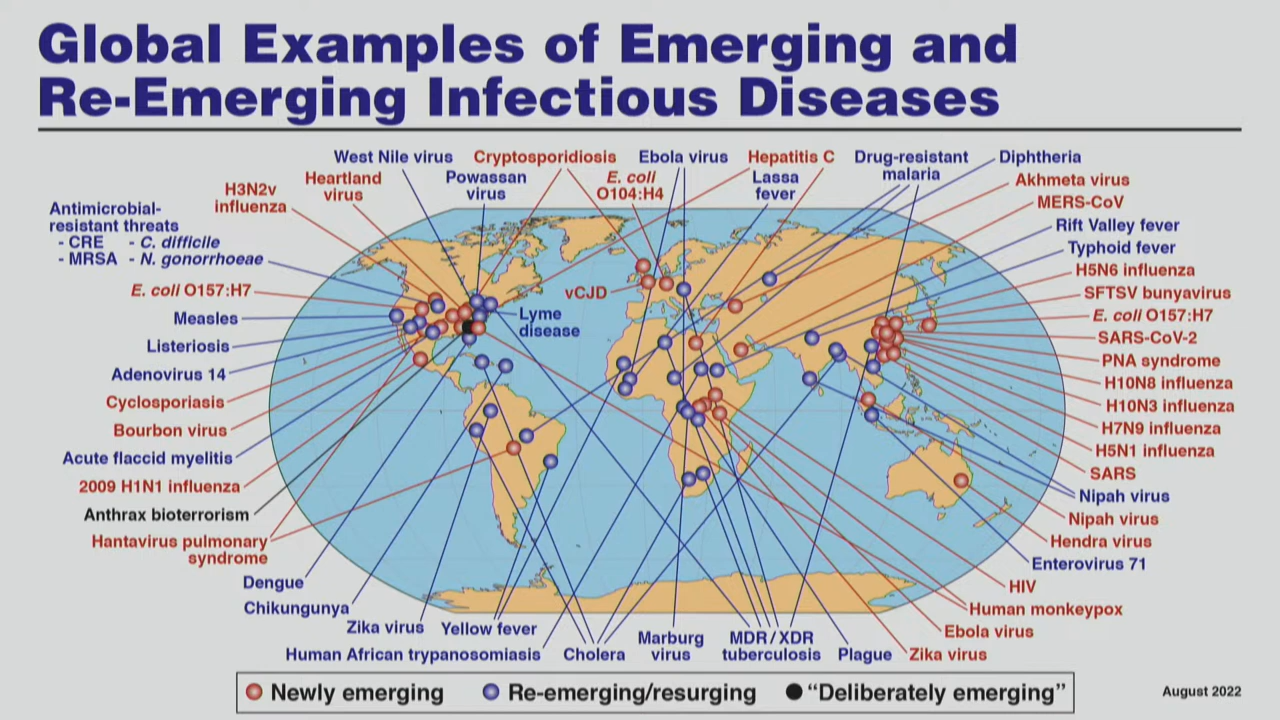 Global Examples of Emerging and
Re-Emerging Infectious Diseases
West Nile virus
Cryptosporidiosis
Ebola virus
Hepatitis C
Drug-resistant
malaria
Diphtheria
H3N2v
influenza
Heartland
virus
Powassan
virus
E. coli
O104:H4
Lassa
fever
Akhmeta virus
MERS-CoV
Antimicrobial-
resistant threats
- CRE - C. difficile
- MRSA - N. gonorrhoeae
Rift Valley fever
Typhoid fever
H5N6 influenza
E. coli O157:H7
vCJD
SFTSV bunyavirus
Measles
Lyme
disease
E. coli O157:H7
Listeriosis
SARS-CoV-2
Adenovirus 14
PNA syndrome
Cyclosporiasis
H10N8 influenza
Bourbon virus
H10N3 influenza
Acute flaccid myelitis
H7N9 influenza
2009 H1N1 influenza
H5N1 influenza
Anthrax bioterrorism
SARS
Hantavirus pulmonary
syndrome
Nipah virus
Nipah virus
Hendra virus
Enterovirus 71
Dengue
HIV
Chikungunya
Human monkeypox
Zika virus
Yellow fever
Ebola virus
Human African trypanosomiasis
Cholera
Marburg
virus
MDR/XDR
tuberculosis
Plague
Zika virus
Newly emerging
Re-emerging/resurging
“Deliberately emerging”
August 2022